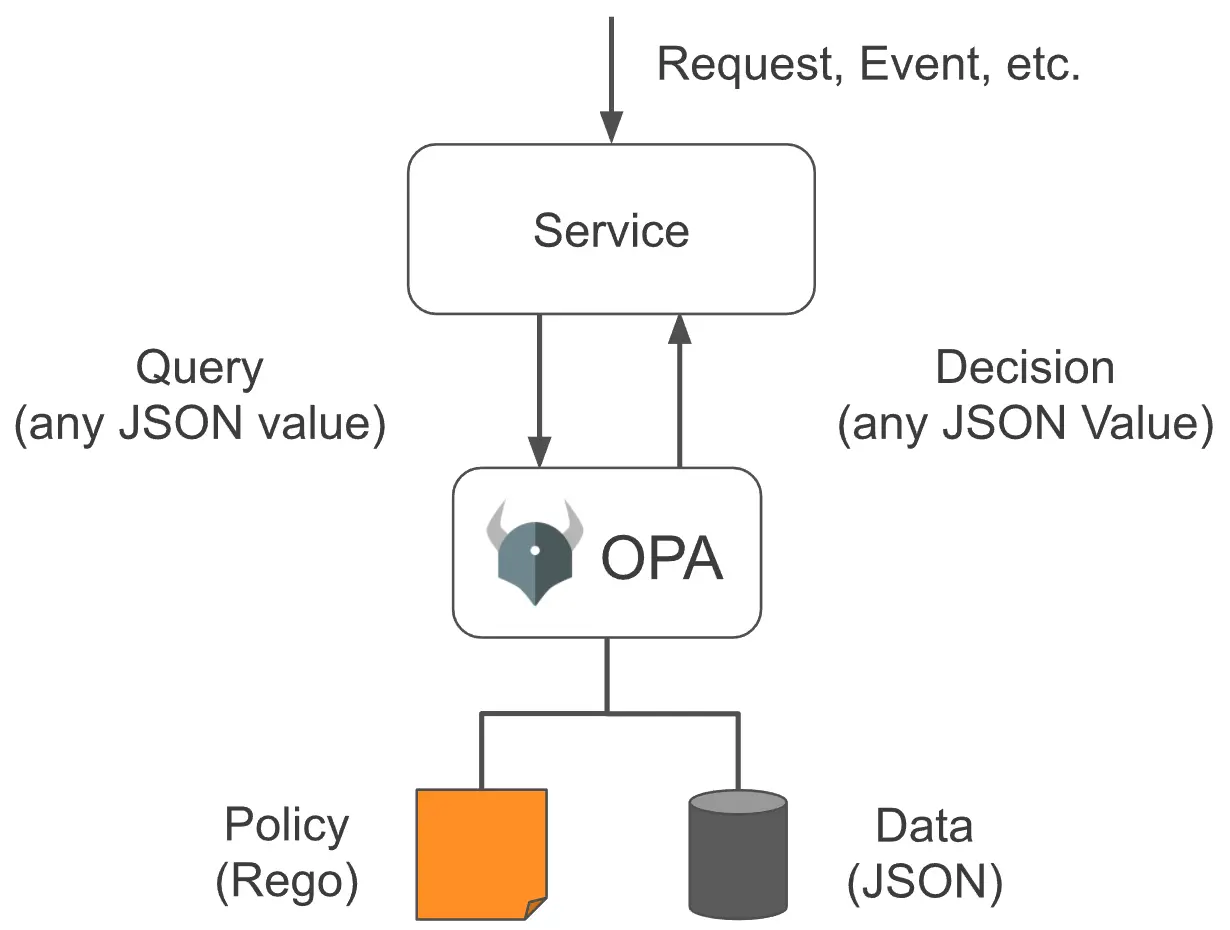 Request, Event, etc.
Service
Query
(any JSON value)
Decision
(any JSON Value)
OPA
Policy
(Rego)
Data
(JSON)